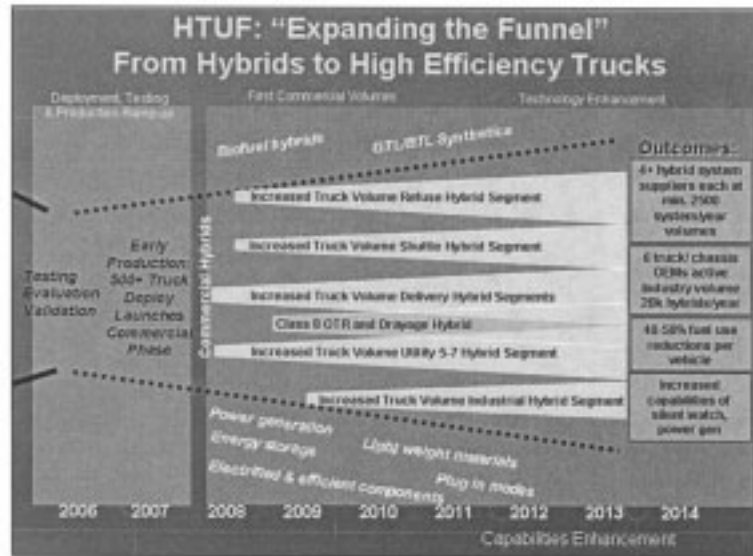 HTUF: "Expanding the Funnel"
From Hybrids to High Efficiency Trucks
Deployment, Testing
& Production Rampup
First Commercial Volumes
Technology Enhancement
Biofuel hybrids
GTL/BTL Synthetics
Outcomes:
4+ hybrid system
suppliers each at
min. 2500
system/year
volumes
Increased Truck Volume Refuse Hybrid Segment
Early
Production:
500+ Truck
Deploy
Launches
Commercial
Phase
Testing
Evaluation
Validation
Commercial Hybrids
Increased Truck Volume Shuttle Hybrid Segment
6 truck/ chassis
OEMs active
industry volume
20k hybrids/year
Increased Truck Volume Delivery Hybrid Segments
Class 8 OTR and Drayage Hybrid
fuel use
reductions per
vehicle
Increased Truck Volume Utility 5-7 Hybrid Segment
Increased
capabilities of
silent watch,
power gen
Increased Truck Volume Industrial Hybrid Segment
Power generation
Energy storage
Light weight materials
Electrified & efficient components
Plug in modes
2006 2007 2008 2009 2010 2011 2012 2013 2014
Capabilities Enhancement